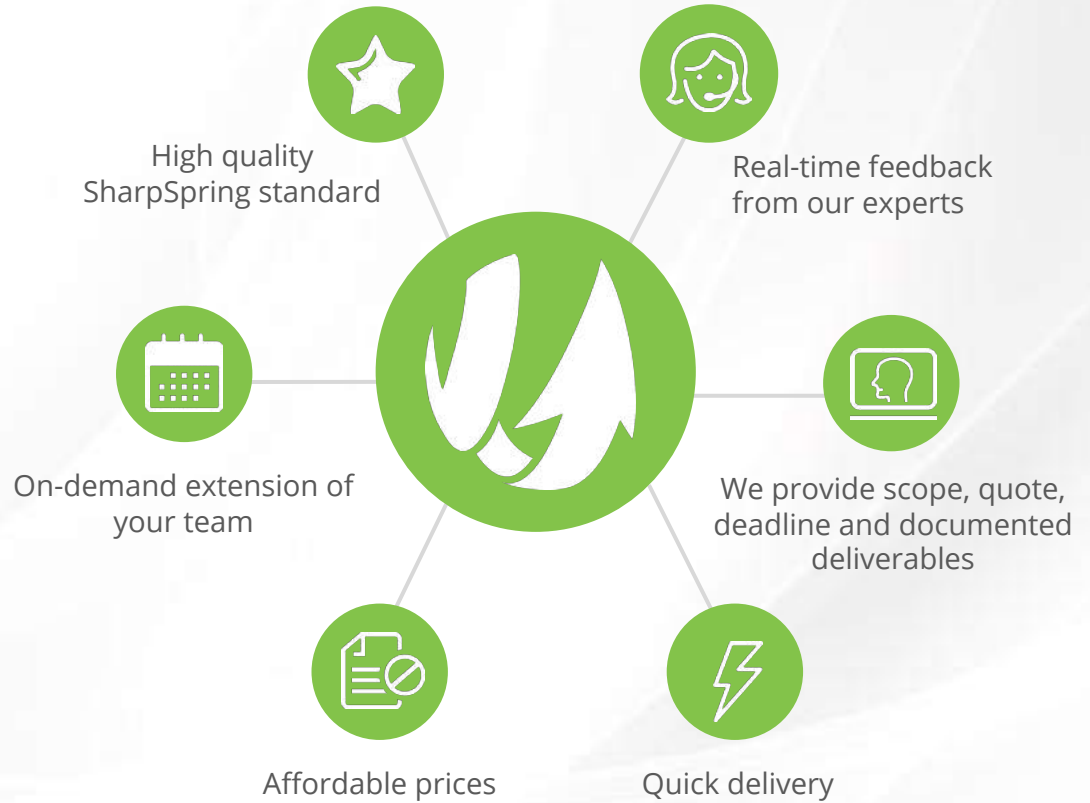 High quality
SharpSpring standard
Real-time feedback
from our experts
On-demand extension of
your team
We provide scope, quote,
deadline and documented
deliverables
Affordable prices
Quick delivery